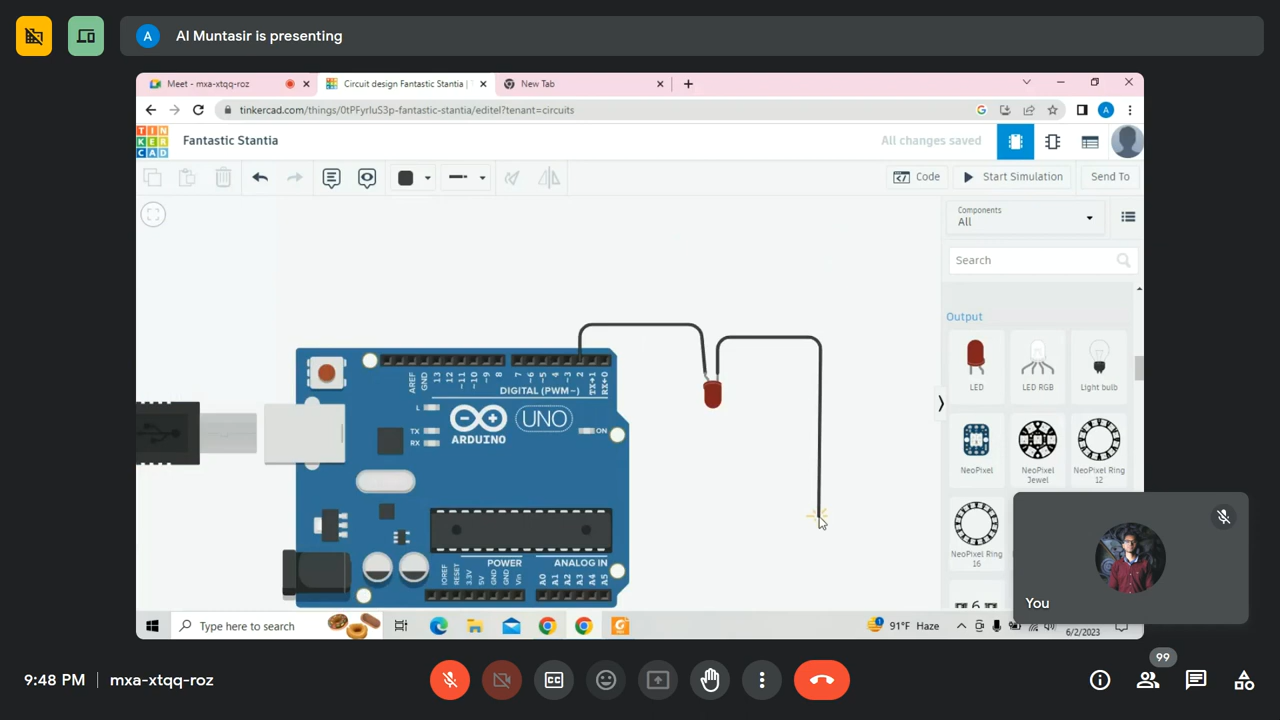 A
Al Muntasir is presenting
Meet - mxa-xtqq-roz
Circuit design Fantastic Stantia |
New Tab
tinkercad.com/things/0tPFyrluS3p-fantastic-stantia/editel?tenant=circuits
A
TIN
KER
CAD
Fantastic Stantia
All changes saved
Code
Start Simulation
Send To
Components
All
Search
Output
LED
LED RGB
Light bulb
NeoPixel
NeoPixel Jewel
NeoPixel Ring 12
NeoPixel Ring 16
AREF
GND
13
12
~11
~10
~9
8
7
~6
~5
4
~3
2
TX→1
RX←0
DIGITAL (PWM~)
L
TX
RX
UNO
ON
ARDUINO
POWER
ANALOG IN
IOREF
RESET
3.3V
5V
GND
GND
Vin
A0
A1
A2
A3
A4
A5
You
Type here to search
91°F Haze
6/2/2023
9:48 PM
mxa-xtqq-roz
99